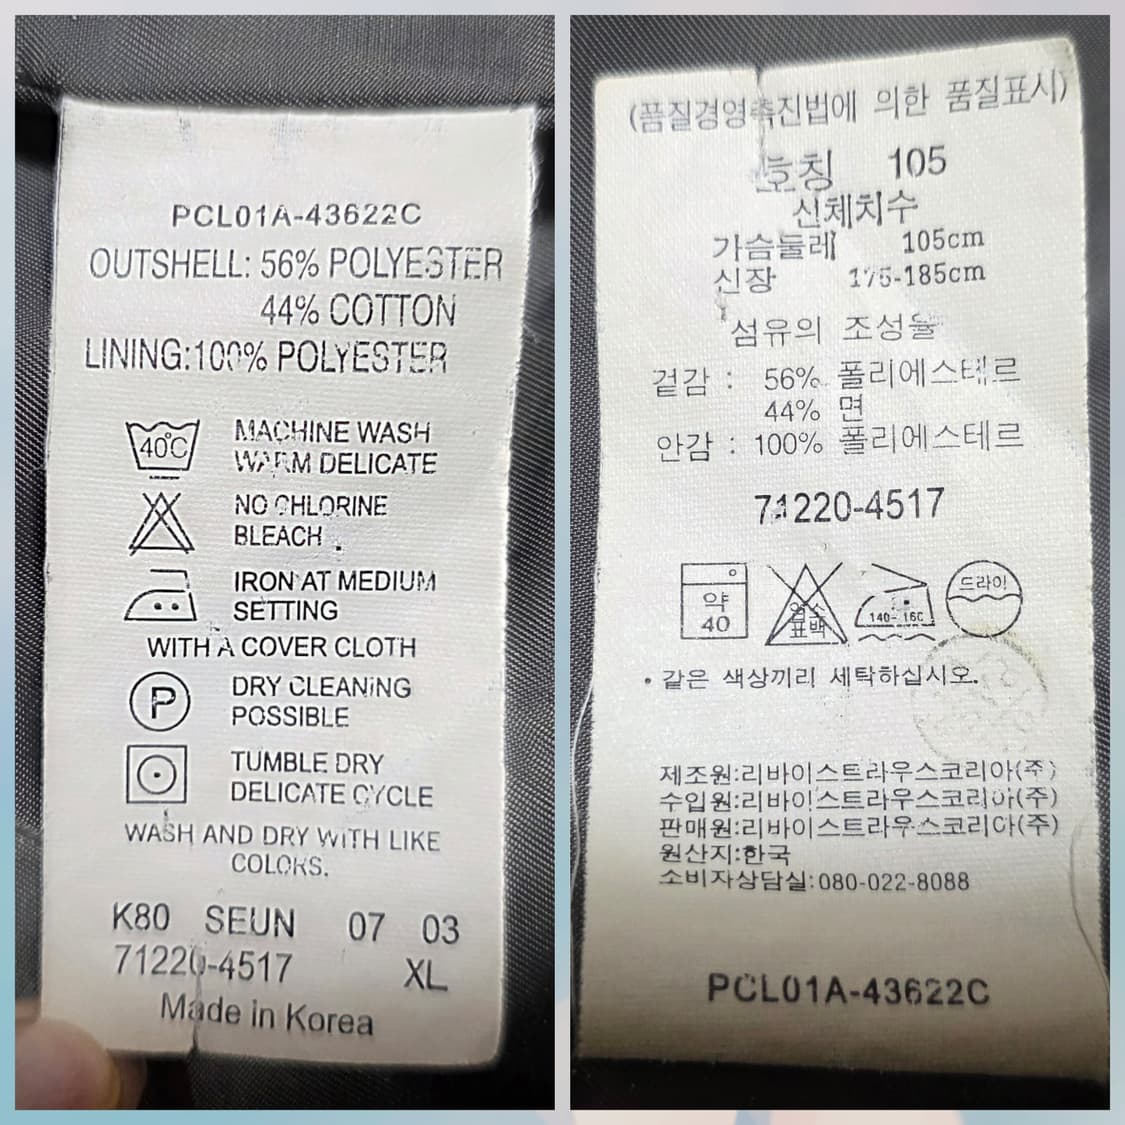 PCL01A-43622C
OUTSHELL: 56% POLYESTER
44% COTTON
LINING:100% POLYESTER
40℃
MACHINE WASH
WARM DELICATE
NO CHLORINE
BLEACH
IRON AT MEDIUM
SETTING
WITH A COVER CLOTH
P
DRY CLEANING
POSSIBLE
TUMBLE DRY
DELICATE CYCLE
WASH AND DRY WITH LIKE
COLORS.
K80 SEUN 07 03
71220-4517 XL
Made in Korea
(품질경영촉진법에 의한 품질표시)
호칭 105
신체치수
가슴둘레 105cm
신장 175-185cm
섬유의 조성율
겉감 : 56% 폴리에스테르
44% 면
안감 : 100% 폴리에스테르
71220-4517
약
40
염소
표백
140-160
드라이
• 같은 색상끼리 세탁하십시오.
제조원:리바이스트라우스코리아(주)
수입원:리바이스트라우스코리아(주)
판매원:리바이스트라우스코리아(주)
원산지:한국
소비자상담실:080-022-8088
PCL01A-43622C